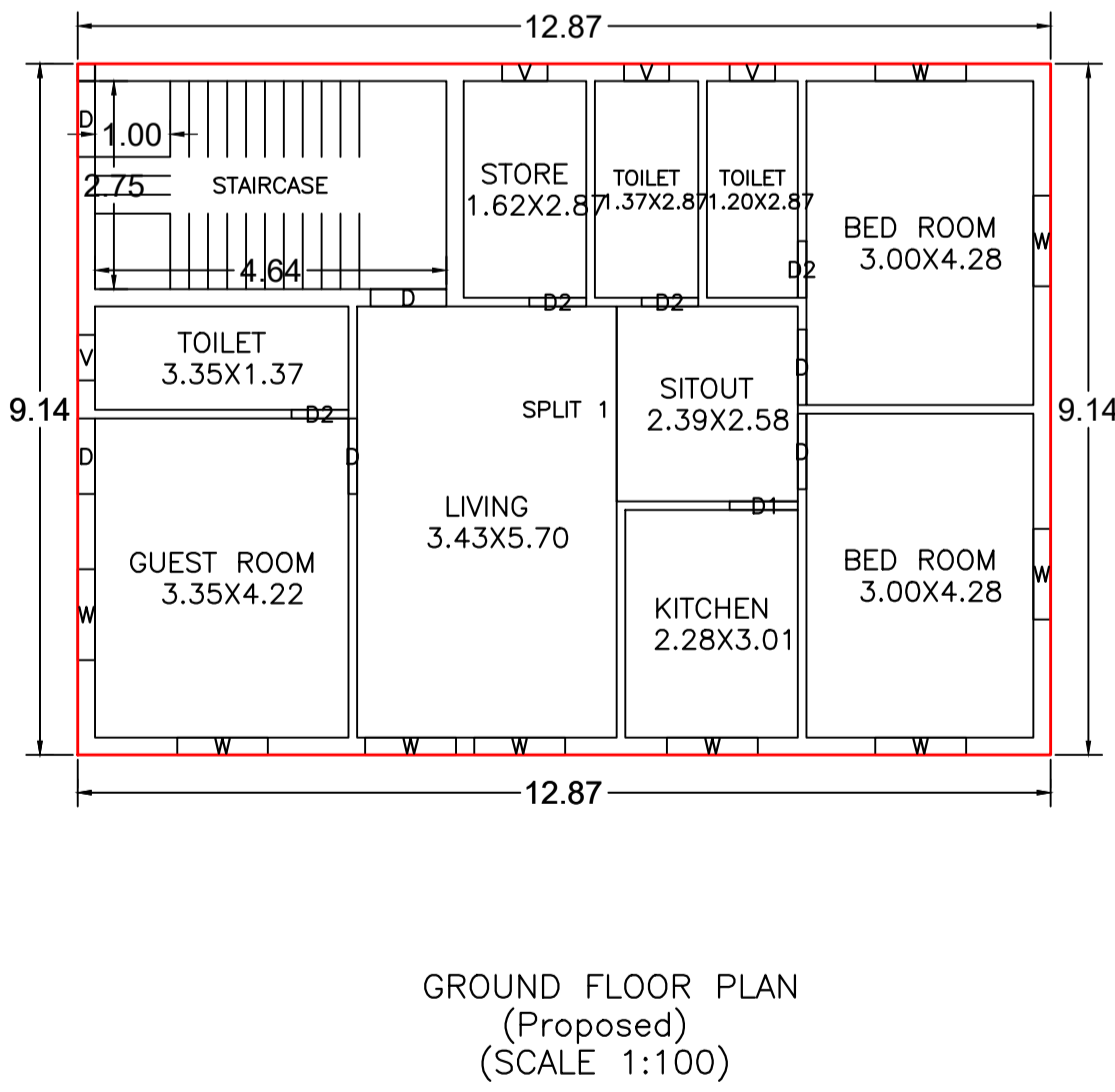 12.87
V
V
V
W
D
1.00
2.75
STAIRCASE
STORE
1.62X2.87
TOILET
1.37X2.87
TOILET
1.20X2.87
BED ROOM
3.00X4.28
W
D2
4.64
D
D2
D2
TOILET
3.35X1.37
V
D
SITOUT
2.39X2.58
SPLIT 1
9.14
9.14
D2
D
D
D
LIVING
3.43X5.70
D1
GUEST ROOM
3.35X4.22
BED ROOM
3.00X4.28
W
W
KITCHEN
2.28X3.01
W
W
W
W
W
12.87
GROUND FLOOR PLAN
(Proposed)
(SCALE 1:100)